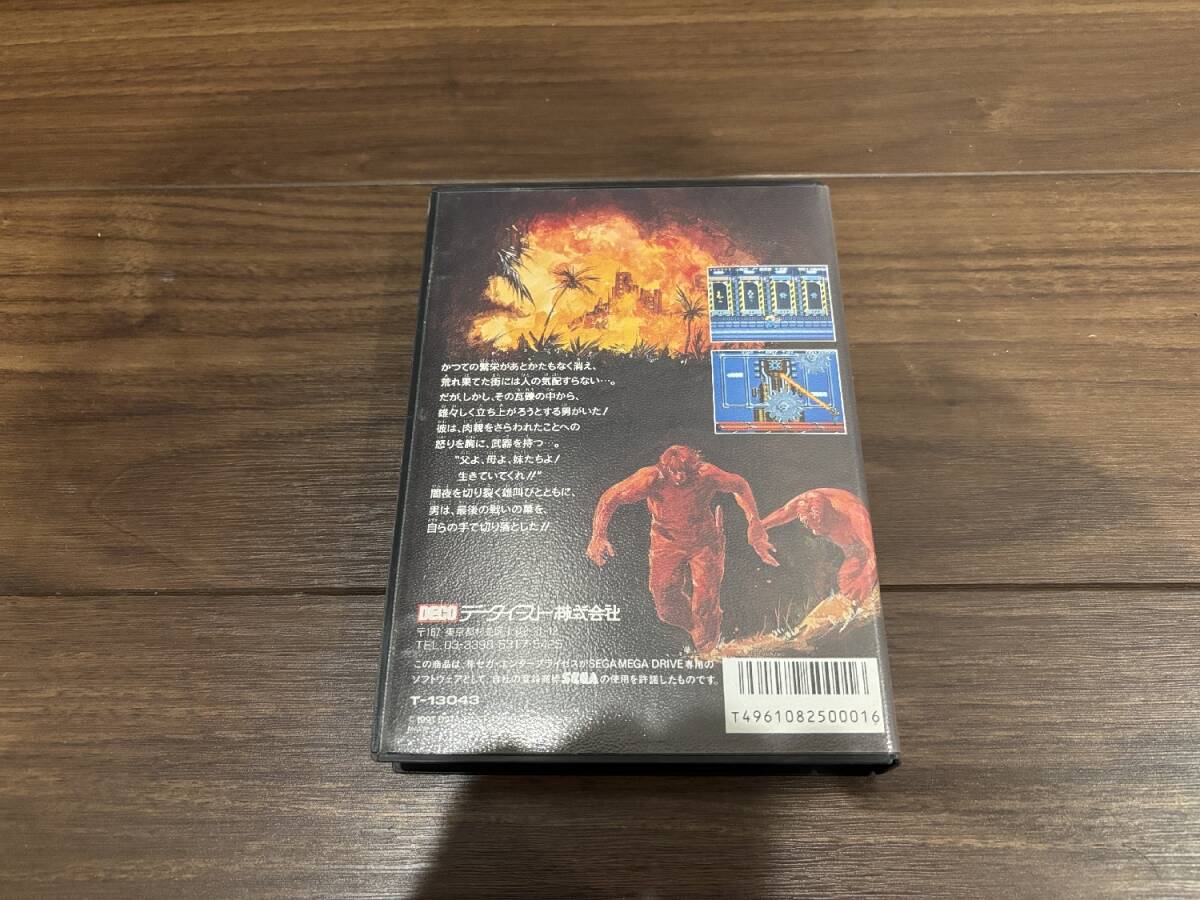 かつての繁栄があとかたちなく消え、
荒れ果てた街には人の気配すらない…。
だが、しかし、その瓦礫の中から、
雄々しく立ち上がろうとする男がいた!
彼は、肉親をさらわれたことへの
怒りを胸に、武器を持つ…。
"父よ、母よ、妹たちよ!
生きていてくれ!!"
闇夜を切り裂く雄叫びとともに、
男は、最後の戦いの幕を、
自らの手で切り落とした!!
DECO データイースト株式会社
〒167 東京都杉並区
TEL. 03-3398-5317
この商品は、㈱セガ・エンタープライゼスがSEGA MEGA DRIVE専用の
ソフトウェアとして、自社の登録商標SEGAの使用を許諾したものです。
T-13043
© 1991
T4961082500016